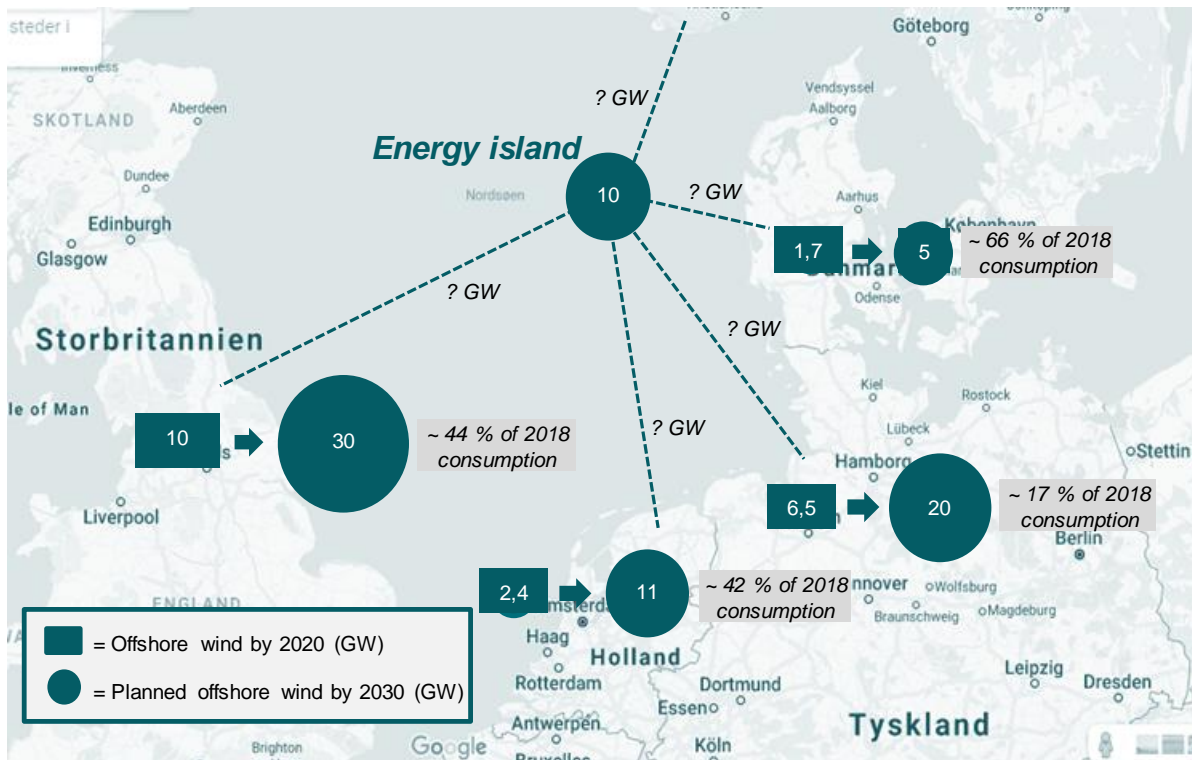 steder i
Göteborg
Inverness
Vendsyssel
Aberdeen
Aalborg
SKOTLAND
? GW
Energy island
Dundee
10
? GW
Aarhus
Nordsøen
Edinburgh
København
1,7
5
~ 66 % of 2018
consumption
Glasgow
Odense
? GW
? GW
Storbritannien
Kiel
Rostock
le of Man
Lübeck
? GW
10
30
~ 44 % of 2018
consumption
Stettin
Hamborg
Liverpool
6,5
20
~ 17 % of 2018
consumption
Berlin
2,4
11
~ 42 % of 2018
consumption
nnover
Wolfsburg
Braunschweig
Magdeburg
ENGLAND
Haag
Holland
= Offshore wind by 2020 (GW)
= Planned offshore wind by 2030 (GW)
Rotterdam
Leipzig
Dortmund
Dresden
Essen
Antwerpen
Tyskland
Brighton
Google
Köln